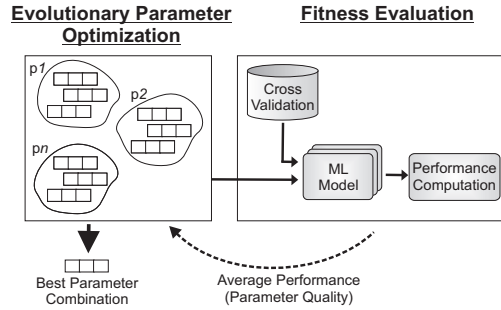 Evolutionary Parameter
Optimization
Fitness Evaluation
p1
p2
pn
Cross
Validation
ML
Model
Performance
Computation
Best Parameter
Combination
Average Performance
(Parameter Quality)